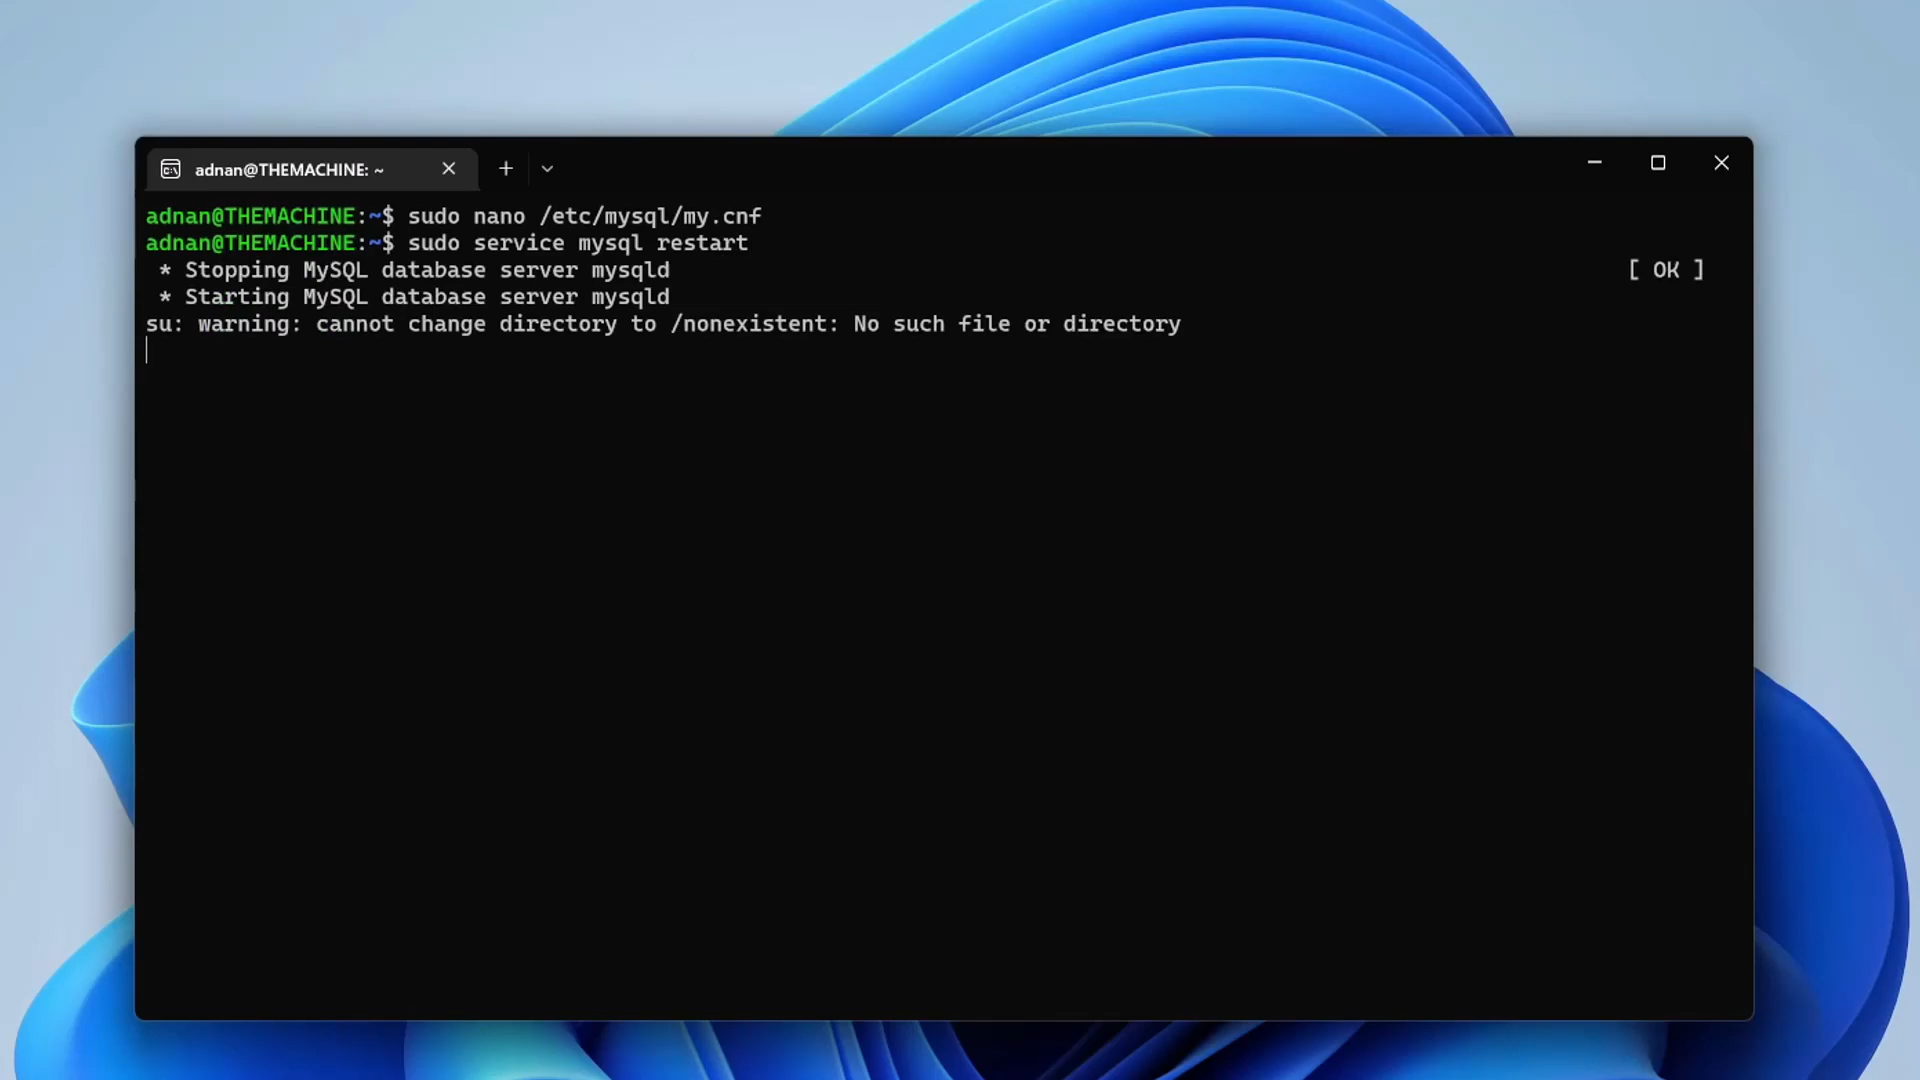 adnan@THEMACHINE: ~
adnan@THEMACHINE:~$ sudo nano /etc/mysql/my.cnf
adnan@THEMACHINE:~$ sudo service mysql restart
* Stopping MySQL database server mysqld [ OK ]
* Starting MySQL database server mysqld
su: warning: cannot change directory to /nonexistent: No such file or directory